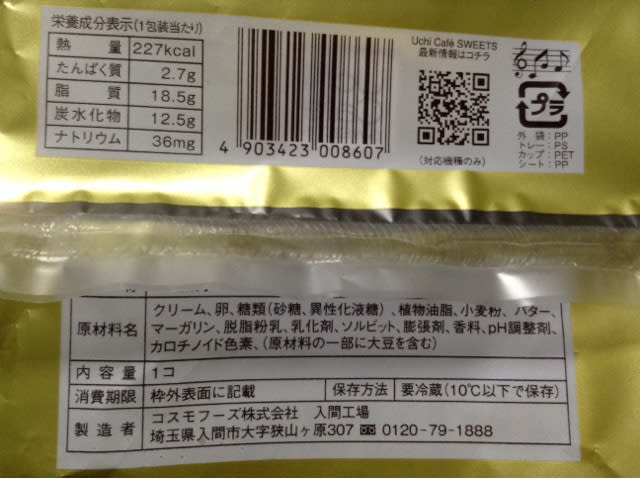 栄養成分表示(1包装当たり)
熱量 227kcal
たんぱく質 2.7g
脂質 18.5g
炭水化物 12.5g
ナトリウム 36mg
4 903423 008607
Uchi Café SWEETS
最新情報はコチラ
(対応機種のみ)
プラ
外袋:PP
トレー:PS
カップ:PET
シート:PP
原材料名 クリーム、卵、糖類(砂糖、異性化液糖)、植物油脂、小麦粉、バター、
マーガリン、脱脂粉乳、乳化剤、ソルビット、膨張剤、香料、pH調整剤、
カロチノイド色素、(原材料の一部に大豆を含む)
内容量 1コ
消費期限 枠外表面に記載 保存方法 要冷蔵(10℃以下で保存)
製造者 コスモフーズ株式会社 入間工場
埼玉県入間市大字狭山ヶ原307 0120-79-1888